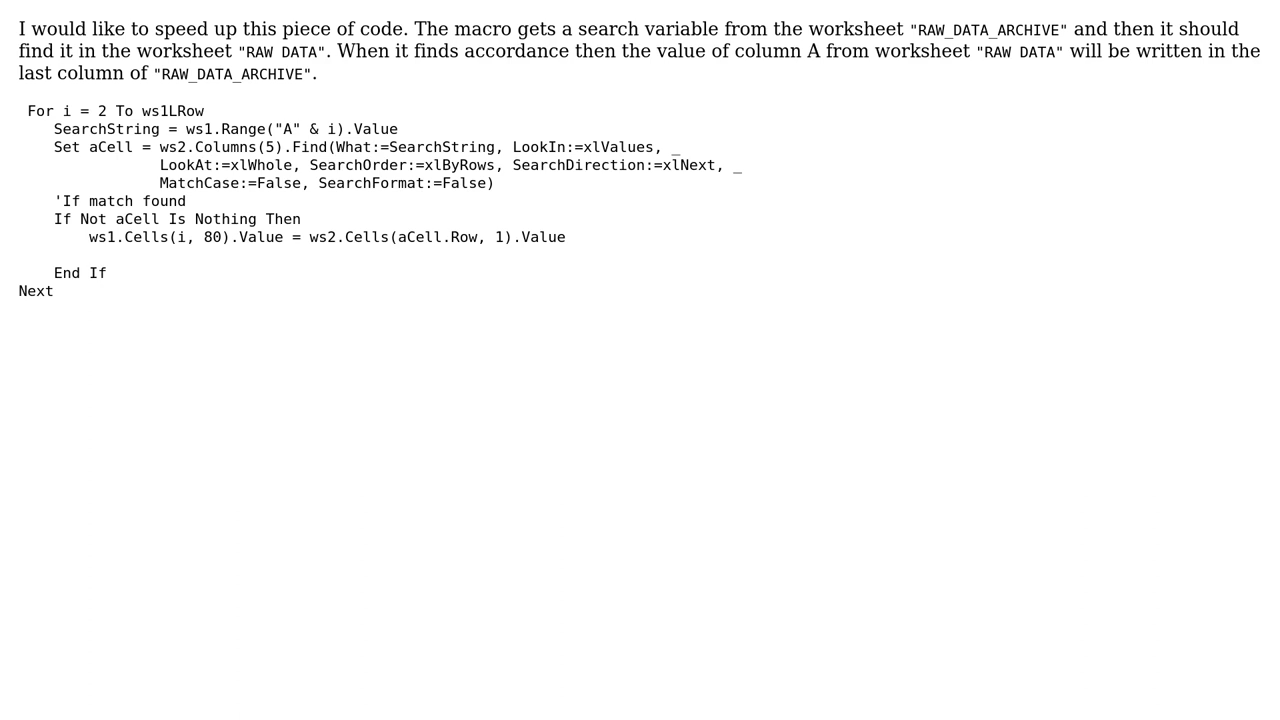 I would like to speed up this piece of code. The macro gets a search variable from the worksheet "RAW_DATA_ARCHIVE" and then it should
find it in the worksheet "RAW DATA". When it finds accordance then the value of column A from worksheet "RAW DATA" will be written in the
last column of "RAW_DATA_ARCHIVE".
 For i = 2 To ws1LRow
    SearchString = ws1.Range("A" & i).Value
    Set aCell = ws2.Columns(5).Find(What:=SearchString, LookIn:=xlValues, _
                LookAt:=xlWhole, SearchOrder:=xlByRows, SearchDirection:=xlNext, _
                MatchCase:=False, SearchFormat:=False)
    'If match found
    If Not aCell Is Nothing Then
        ws1.Cells(i, 80).Value = ws2.Cells(aCell.Row, 1).Value
    End If
Next